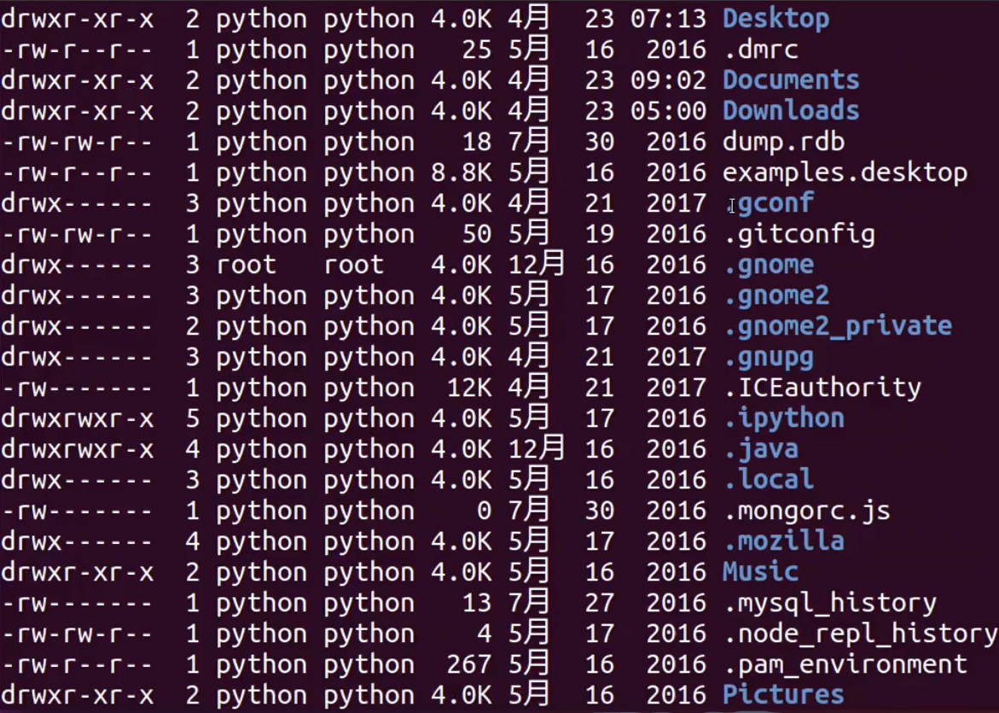 drwxr-xr-x  2 python python 4.0K 4月  23 07:13 Desktop
-rw-r--r--  1 python python   25 5月  16  2016 .dmrc
drwxr-xr-x  2 python python 4.0K 4月  23 09:02 Documents
drwxr-xr-x  2 python python 4.0K 4月  23 05:00 Downloads
-rw-rw-r--  1 python python   18 7月  30  2016 dump.rdb
-rw-r--r--  1 python python 8.8K 5月  16  2016 examples.desktop
drwx------  3 python python 4.0K 4月  21  2017 .gconf
-rw-rw-r--  1 python python   50 5月  19  2016 .gitconfig
drwx------  3 root   root   4.0K 12月 16  2016 .gnome
drwx------  3 python python 4.0K 5月  17  2016 .gnome2
drwx------  2 python python 4.0K 5月  17  2016 .gnome2_private
drwx------  3 python python 4.0K 4月  21  2017 .gnupg
-rw-------  1 python python  12K 4月  21  2017 .ICEauthority
drwxrwxr-x  5 python python 4.0K 5月  17  2016 .ipython
drwxrwxr-x  4 python python 4.0K 12月 16  2016 .java
drwx------  3 python python 4.0K 5月  16  2016 .local
-rw-------  1 python python    0 7月  30  2016 .mongorc.js
drwx------  4 python python 4.0K 5月  17  2016 .mozilla
drwxr-xr-x  2 python python 4.0K 5月  16  2016 Music
-rw-------  1 python python   13 7月  27  2016 .mysql_history
-rw-rw-r--  1 python python    4 5月  17  2016 .node_repl_history
-rw-r--r--  1 python python  267 5月  16  2016 .pam_environment
drwxr-xr-x  2 python python 4.0K 5月  16  2016 Pictures